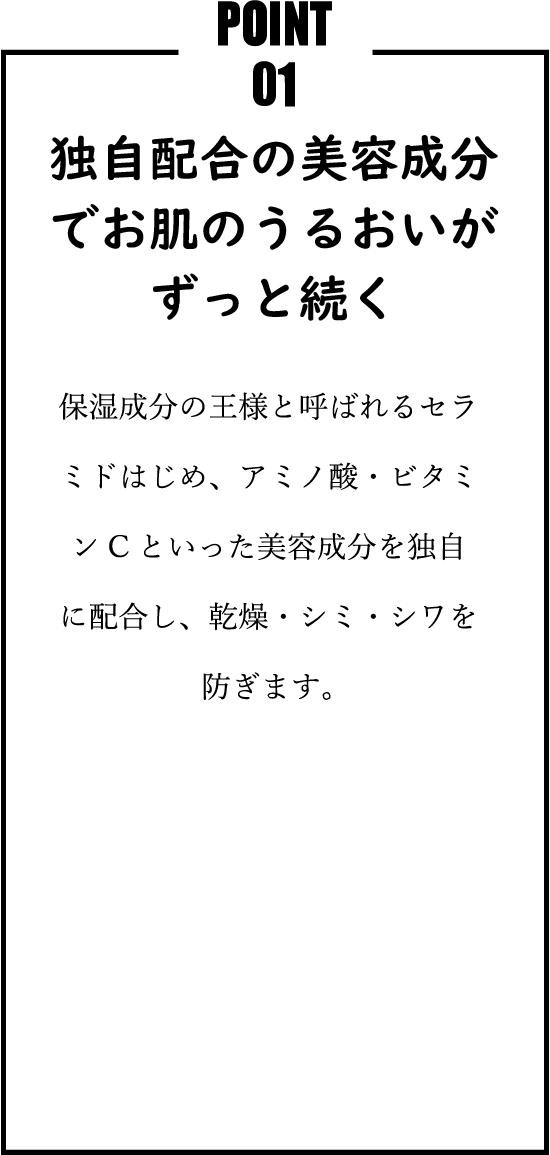 POINT
01
独自配合の美容成分
でお肌のうるおいが
ずっと続く
保湿成分の王様と呼ばれるセラ
ミドはじめ、アミノ酸・ビタミ
ンCといった美容成分を独自
に配合し、乾燥・シミ・シワを
防ぎます。